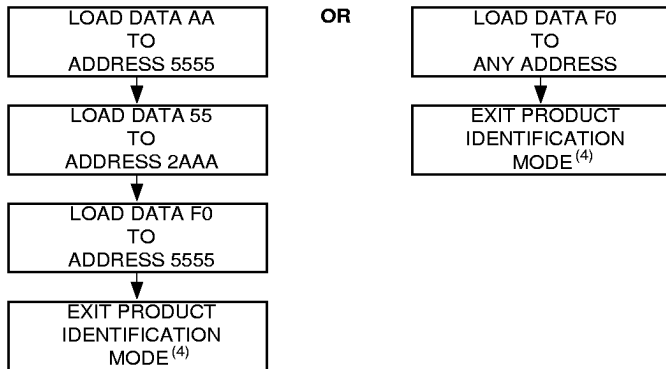 LOAD DATA AA
TO
ADDRESS 5555
LOAD DATA 55
TO
ADDRESS 2AAA
LOAD DATA F0
TO
ADDRESS 5555
EXIT PRODUCT
IDENTIFICATION
MODE(4)
OR
LOAD DATA F0
TO
ANY ADDRESS
EXIT PRODUCT
IDENTIFICATION
MODE(4)